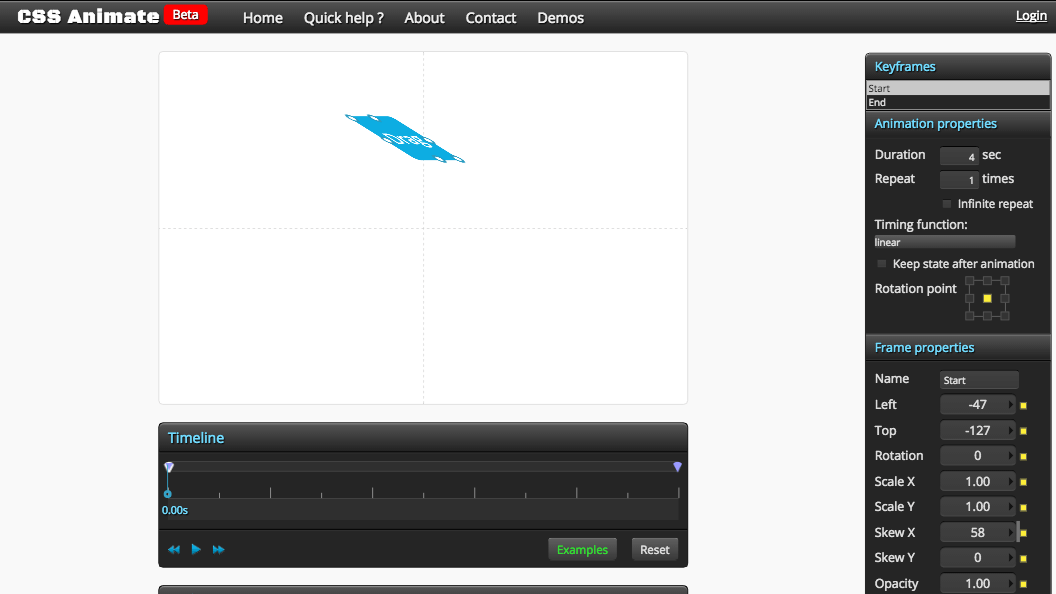 CSS Animate Beta Home Quick help ? About Contact Demos Login
Drag
Timeline
0.00s
Examples Reset
Keyframes
Start
End
Animation properties
Duration 4 sec
Repeat 1 times
Infinite repeat
Timing function:
linear
Keep state after animation
Rotation point
Frame properties
Name Start
Left -47
Top -127
Rotation 0
Scale X 1.00
Scale Y 1.00
Skew X 58
Skew Y 0
Opacity 1.00